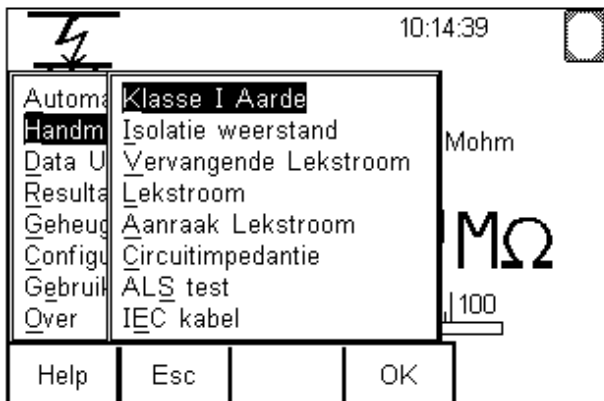 10:14:39
Automa
Handm
Data U
Resulta
Geheug
Configu
Gebruik
Over
Klasse I Aarde
Isolatie weerstand
Vervangende Lekstroom
Lekstroom
Aanraak Lekstroom
Circuitimpedantie
ALS test
IEC kabel
Mohm
MΩ
100
Help Esc OK